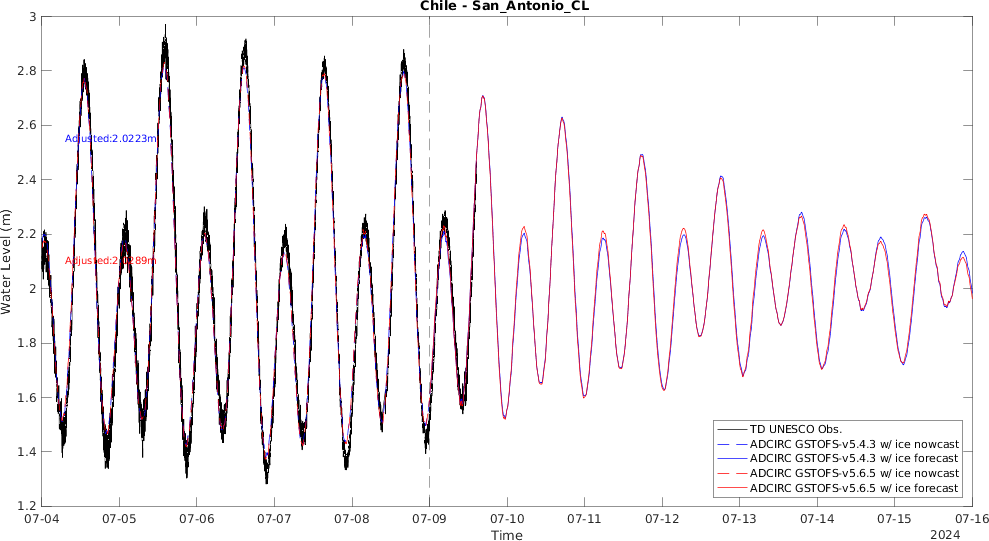 Chile - San_Antonio_CL
3
2.8
2.6
2.4
2.2
2
1.8
1.6
1.4
1.2
Water Level (m)
Adjusted:2.0223m
TD UNESCO Obs.
ADCIRC GSTOFS-v5.4.3 w/ ice nowcast
ADCIRC GSTOFS-v5.4.3 w/ ice forecast
ADCIRC GSTOFS-v5.6.5 w/ ice nowcast
ADCIRC GSTOFS-v5.6.5 w/ ice forecast
07-04 07-05 07-06 07-07 07-08 07-09 07-10 07-11 07-12 07-13 07-14 07-15 07-16
Time
2024